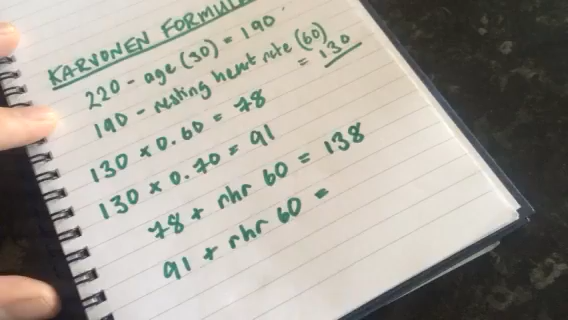 KARVONEN FORMULA
220 - age (30) = 190
190 - resting heart rate (60)
= 130
130 x 0.60 = 78
130 x 0.70 = 91
78 + rhr 60 = 138
91 + rhr 60 =